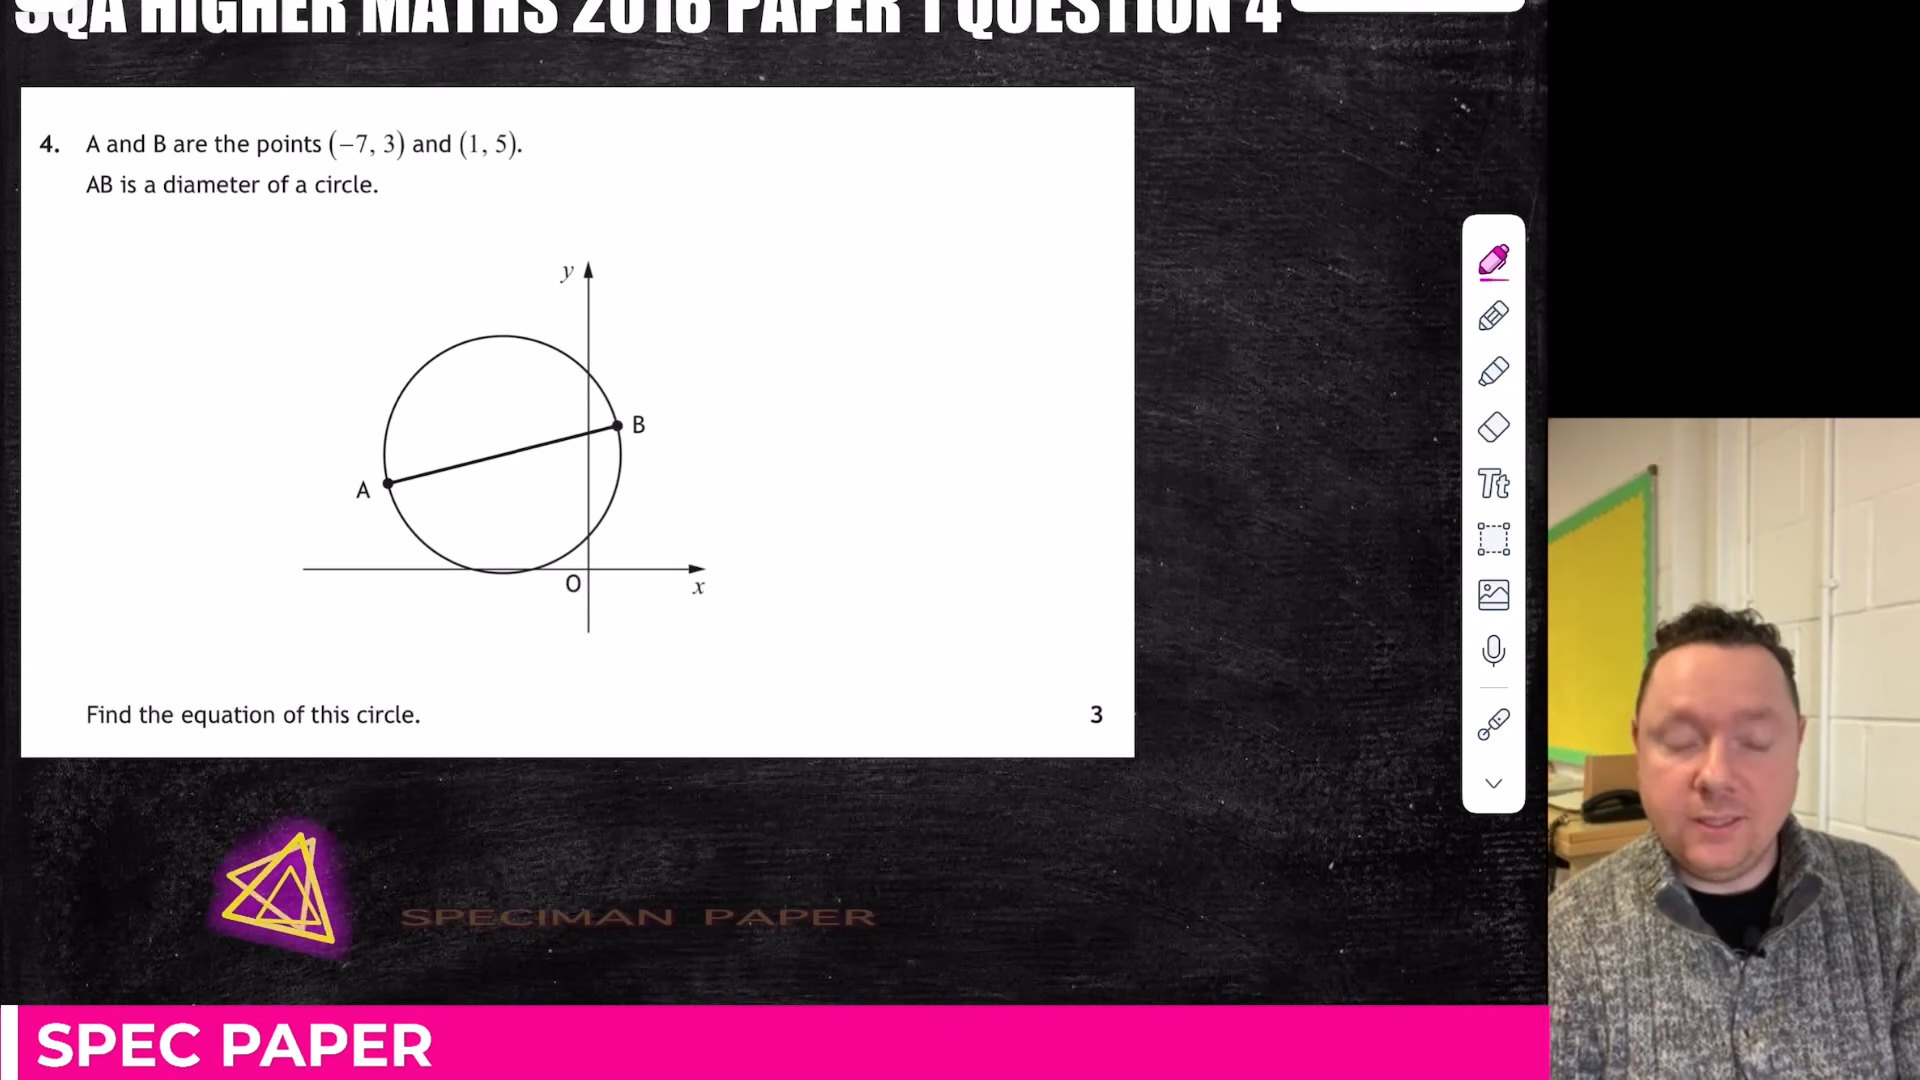 SQA HIGHER MATHS 2016 PAPER 1 QUESTION 4
4. A and B are the points (−7, 3) and (1, 5).
AB is a diameter of a circle.
y
B
A
O
x
Find the equation of this circle. 3
Tt
SPECIMAN PAPER
SPEC PAPER